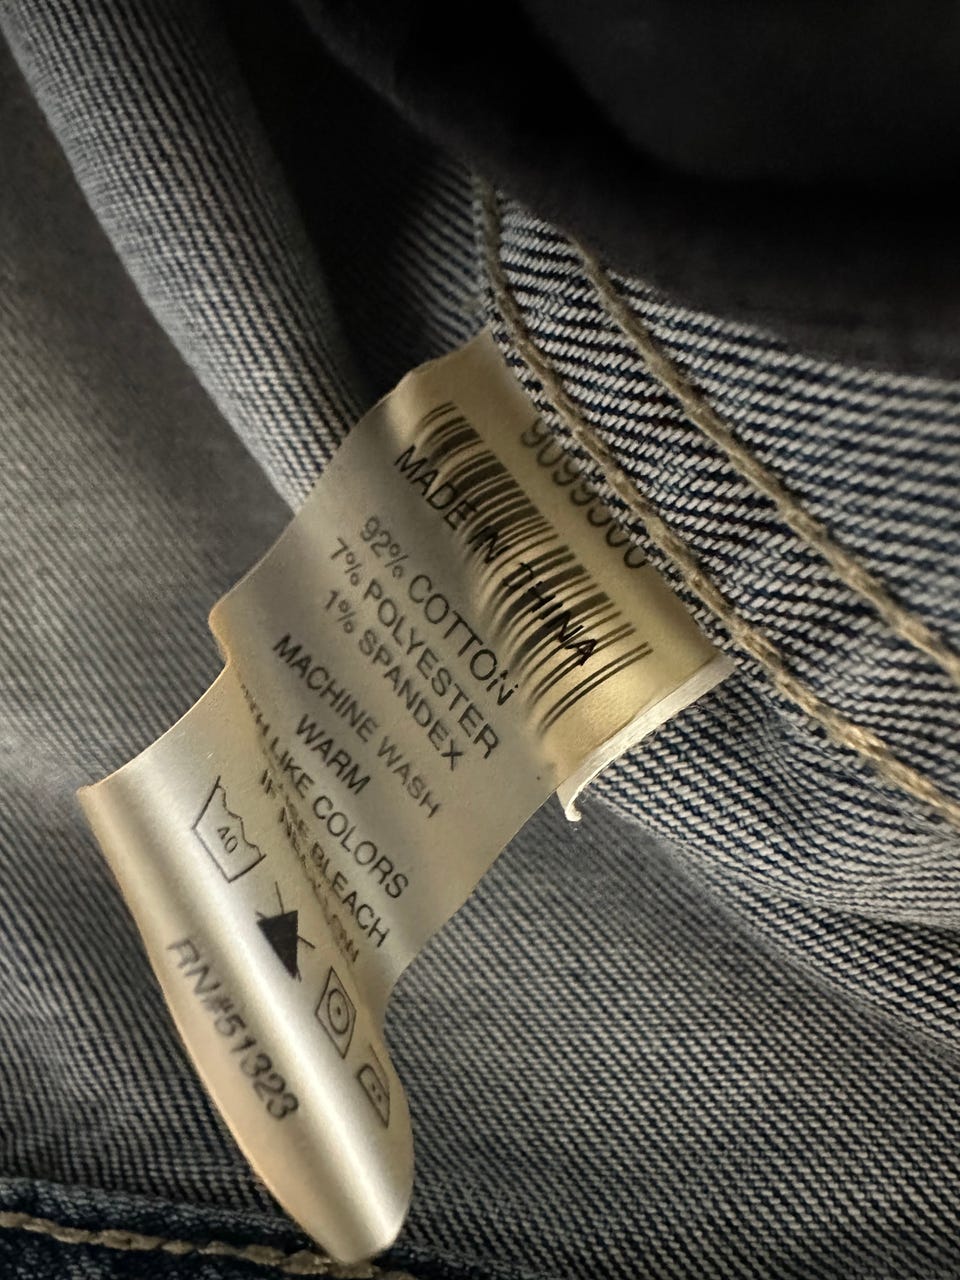 MADE IN CHINA
92% COTTON
7% POLYESTER
1% SPANDEX
MACHINE WASH
WARM
LIKE COLORS
BLEACH
40
RN#51323